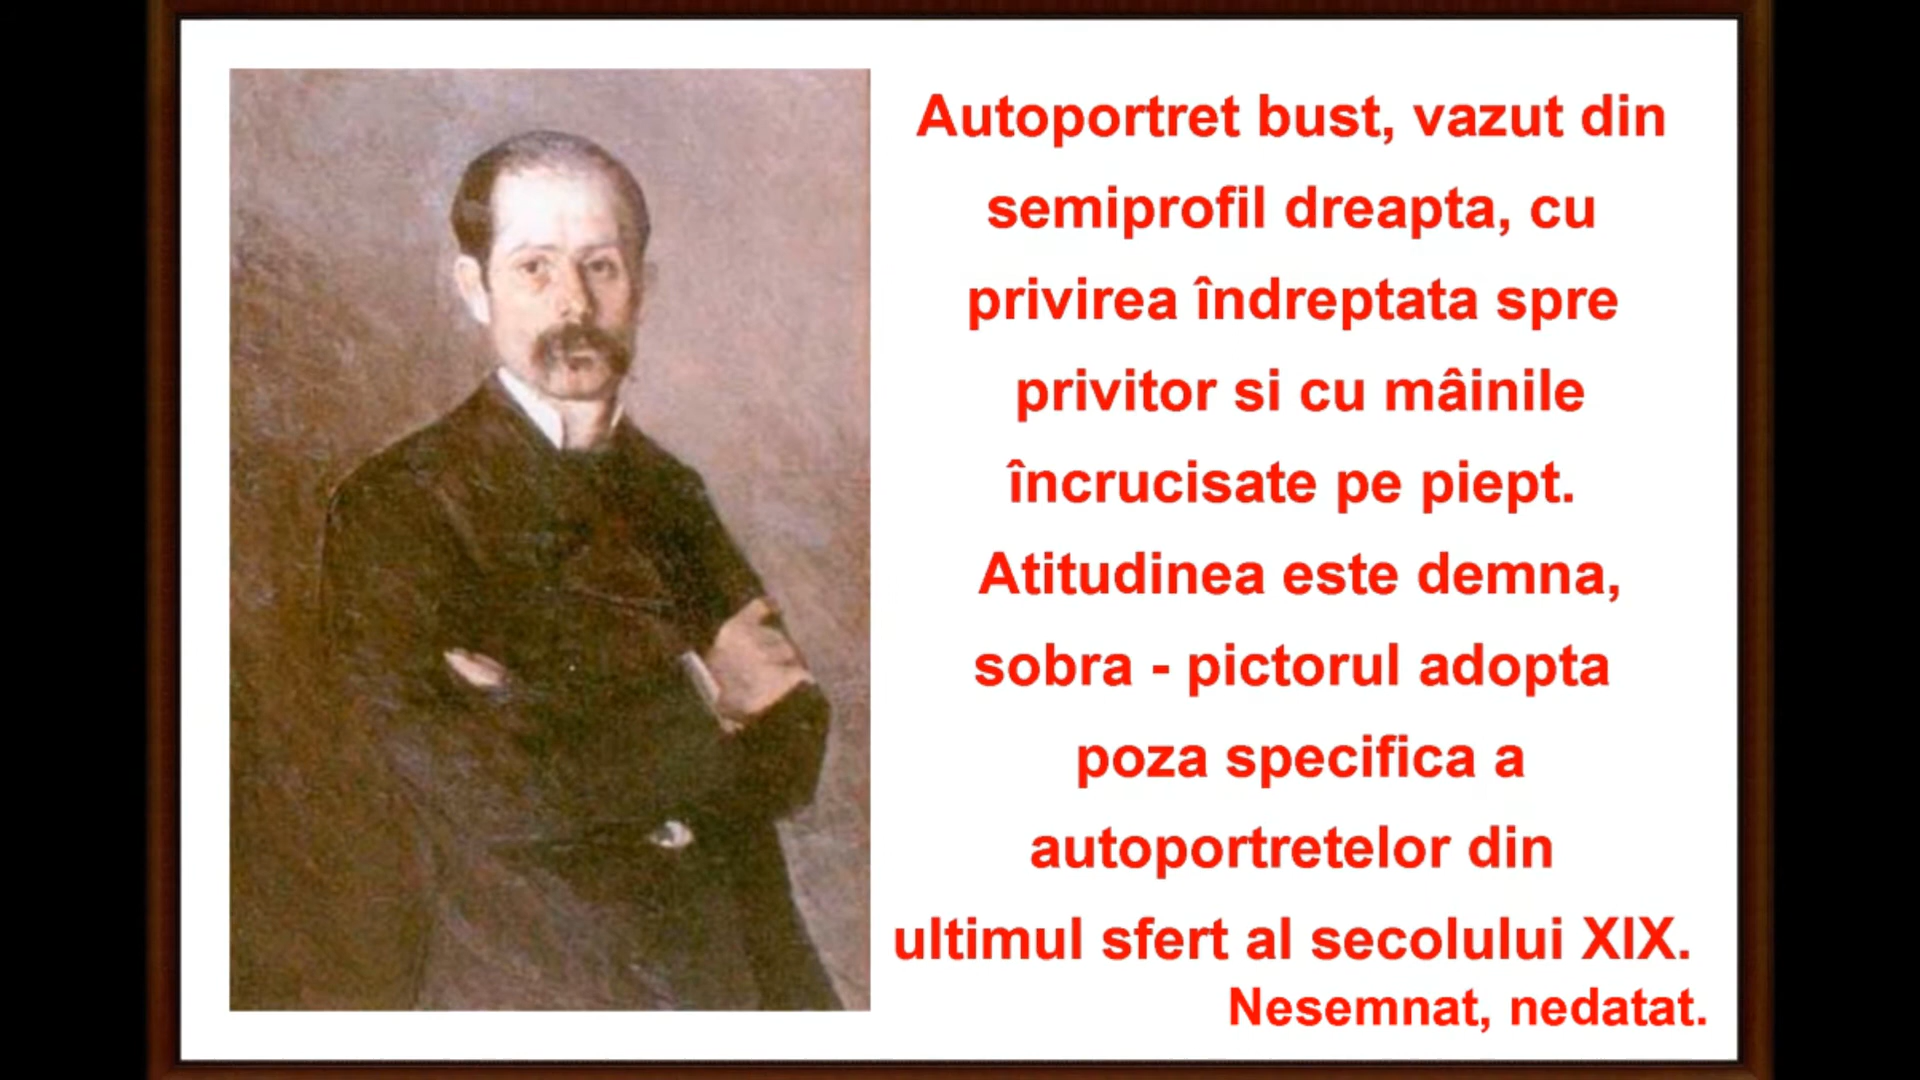 Autoportret bust, vazut din
semiprofil dreapta, cu
privirea îndreptata spre
privitor si cu mâinile
încrucisate pe piept.
Atitudinea este demna,
sobra - pictorul adopta
poza specifica a
autoportretelor din
ultimul sfert al secolului XIX.
Nesemnat, nedatat.